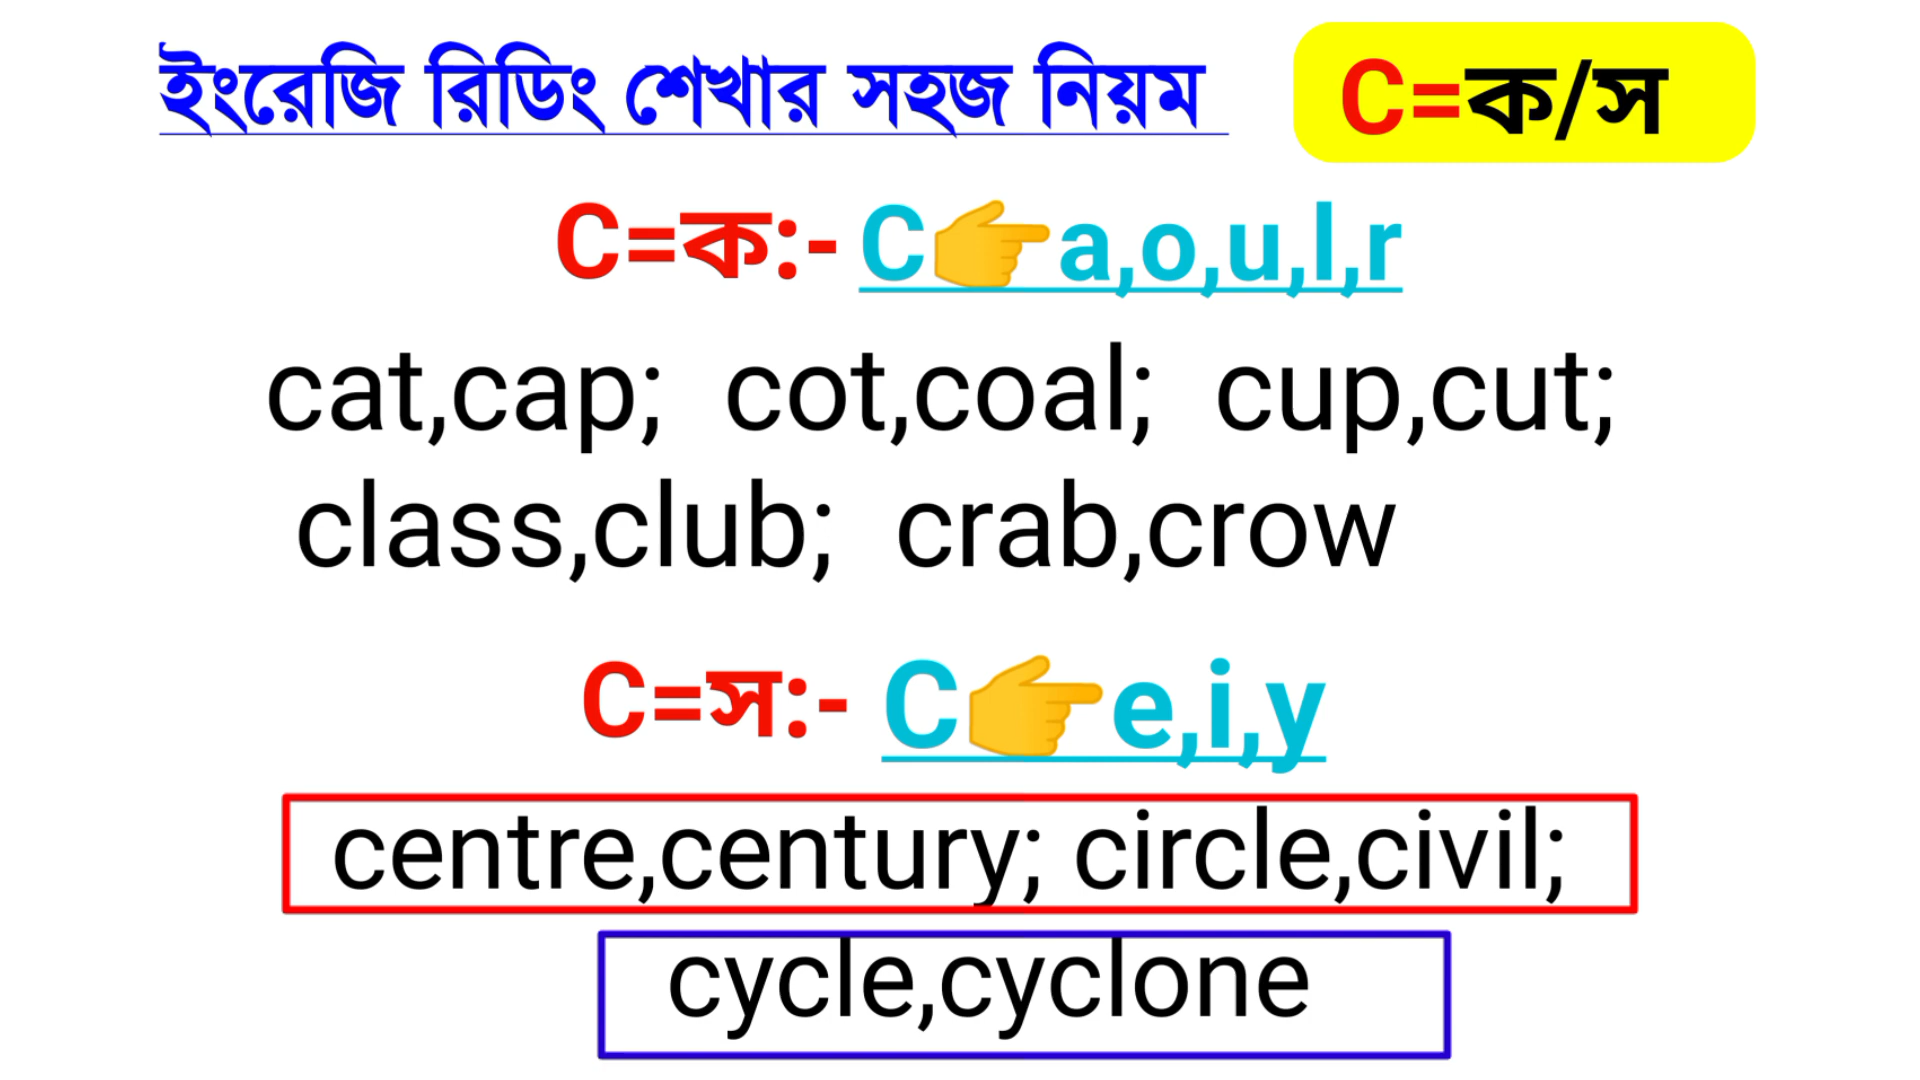 ইংরেজি রিডিং শেখার সহজ নিয়ম C=ক/স
C=ক:- C👉a,o,u,l,r
cat,cap; cot,coal; cup,cut;
class,club; crab,crow
C=স:- C👉e,i,y
centre,century; circle,civil;
cycle,cyclone